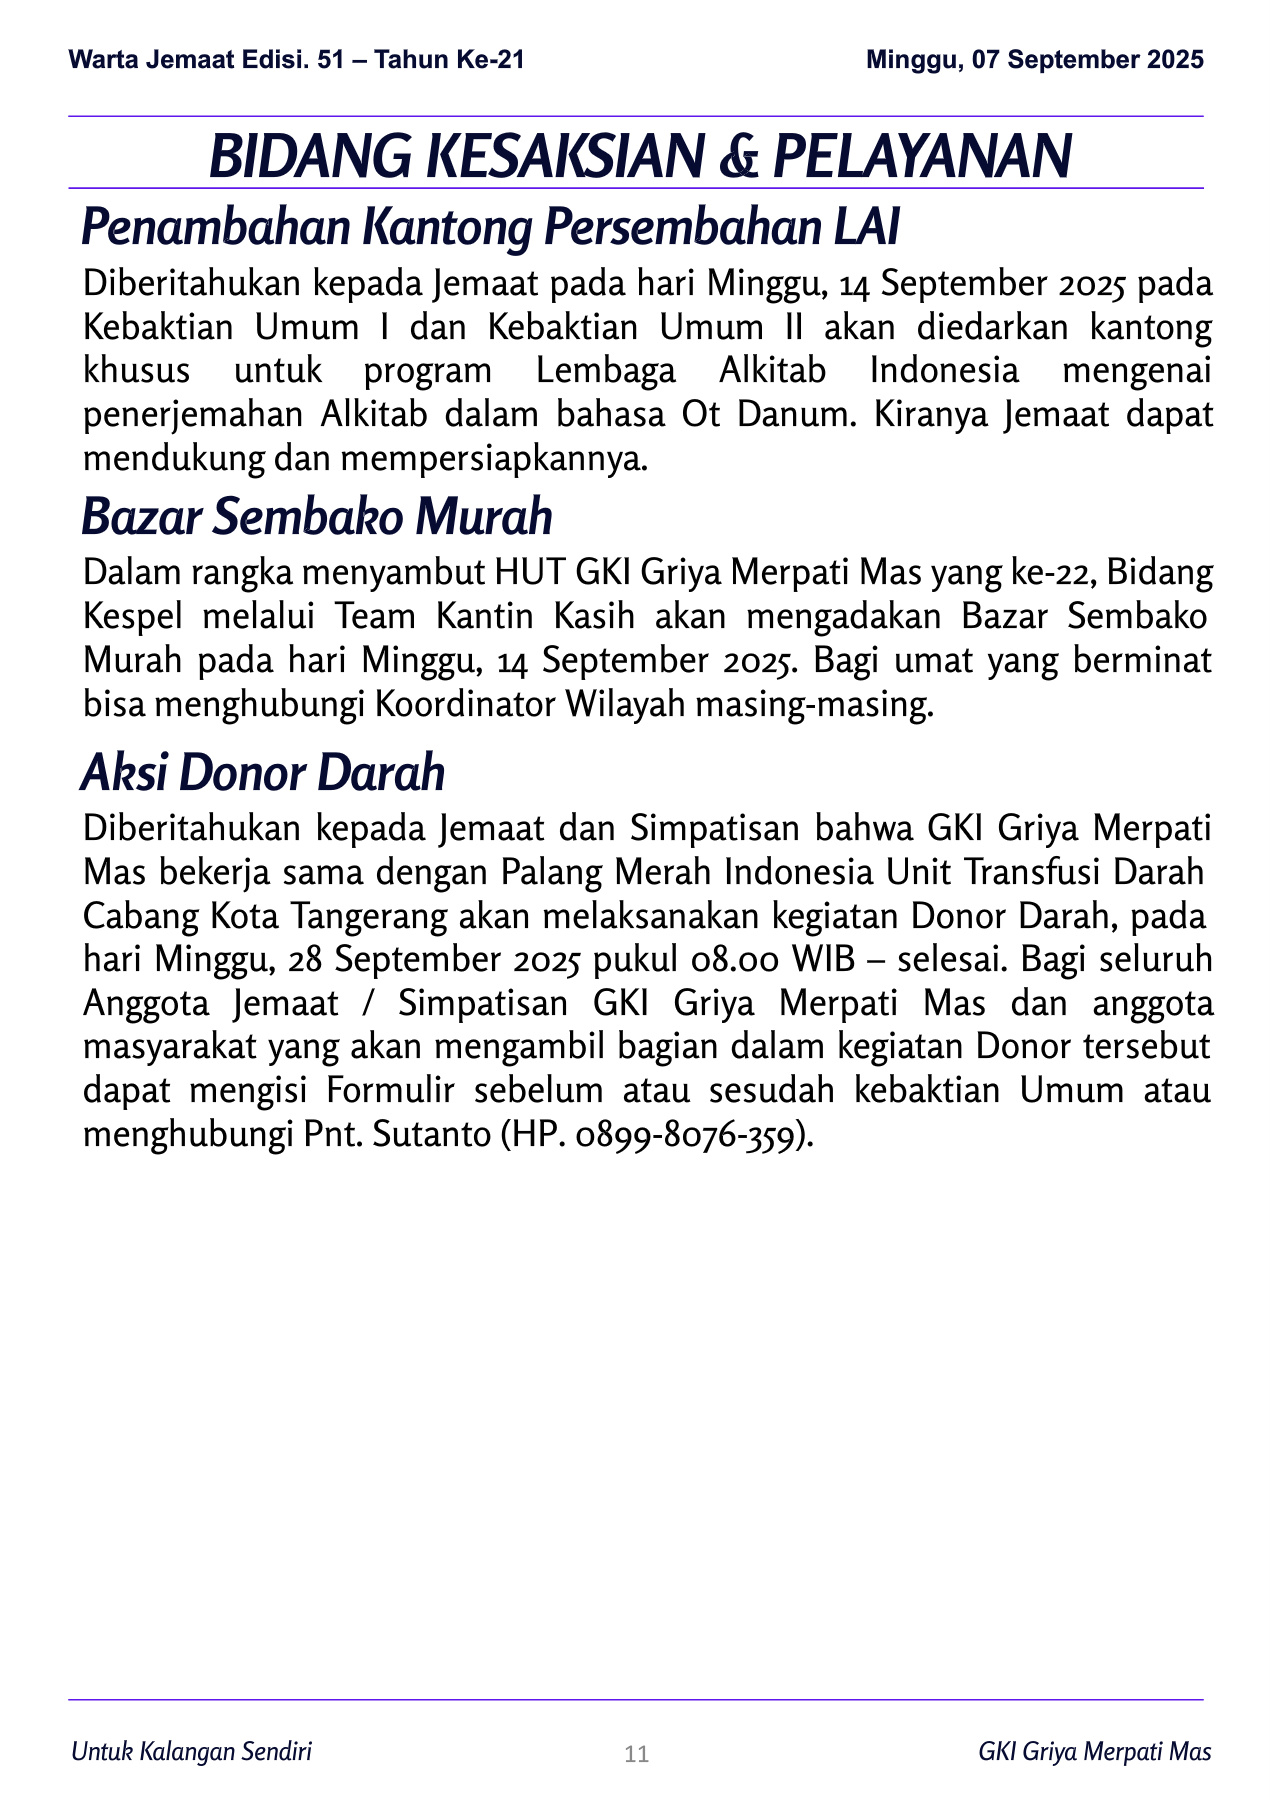 Warta Jemaat Edisi. 51 – Tahun Ke-21
Minggu, 07 September 2025
BIDANG KESAKSIAN & PELAYANAN
Penambahan Kantong Persembahan LAI
Diberitahukan kepada Jemaat pada hari Minggu, 14 September 2025 pada
Kebaktian Umum I dan Kebaktian Umum II akan diedarkan kantong
khusus untuk program Lembaga Alkitab Indonesia mengenai
penerjemahan Alkitab dalam bahasa Ot Danum. Kiranya Jemaat dapat
mendukung dan mempersiapkannya.
Bazar Sembako Murah
Dalam rangka menyambut HUT GKI Griya Merpati Mas yang ke-22, Bidang
Kespel melalui Team Kantin Kasih akan mengadakan Bazar Sembako
Murah pada hari Minggu, 14 September 2025. Bagi umat yang berminat
bisa menghubungi Koordinator Wilayah masing-masing.
Aksi Donor Darah
Diberitahukan kepada Jemaat dan Simpatisan bahwa GKI Griya Merpati
Mas bekerja sama dengan Palang Merah Indonesia Unit Transfusi Darah
Cabang Kota Tangerang akan melaksanakan kegiatan Donor Darah, pada
hari Minggu, 28 September 2025 pukul 08.00 WIB – selesai. Bagi seluruh
Anggota Jemaat / Simpatisan GKI Griya Merpati Mas dan anggota
masyarakat yang akan mengambil bagian dalam kegiatan Donor tersebut
dapat mengisi Formulir sebelum atau sesudah kebaktian Umum atau
menghubungi Pnt. Sutanto (HP. 0899-8076-359).
Untuk Kalangan Sendiri
11
GKI Griya Merpati Mas